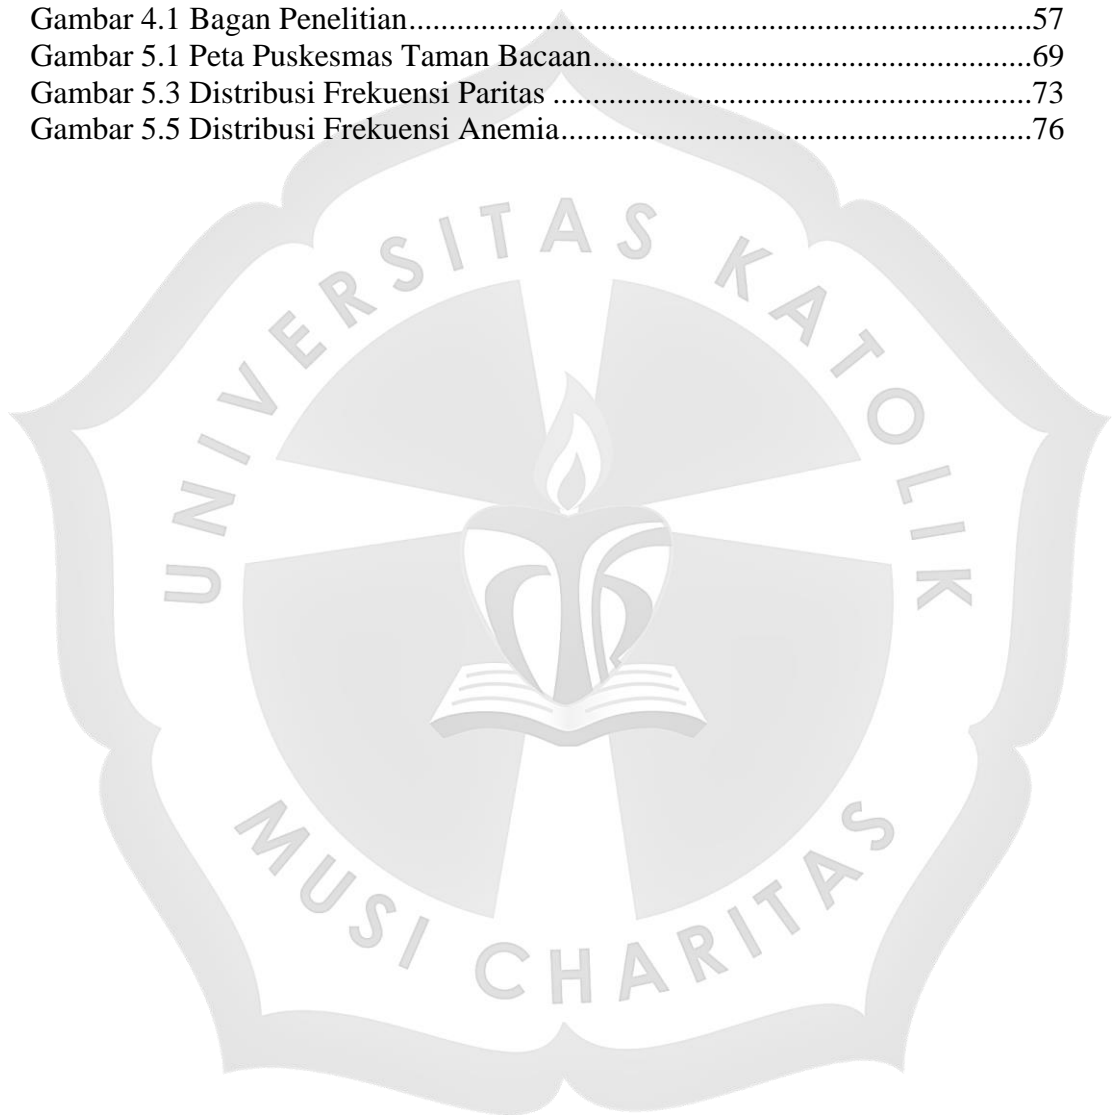 Gambar 4.1 Bagan Penelitian.....................................................................................57
Gambar 5.1 Peta Puskesmas Taman Bacaan............................................................69
Gambar 5.3 Distribusi Frekuensi Paritas .................................................................73
Gambar 5.5 Distribusi Frekuensi Anemia................................................................76
UNIVERSITAS KATOLIK
MUSI CHARITAS